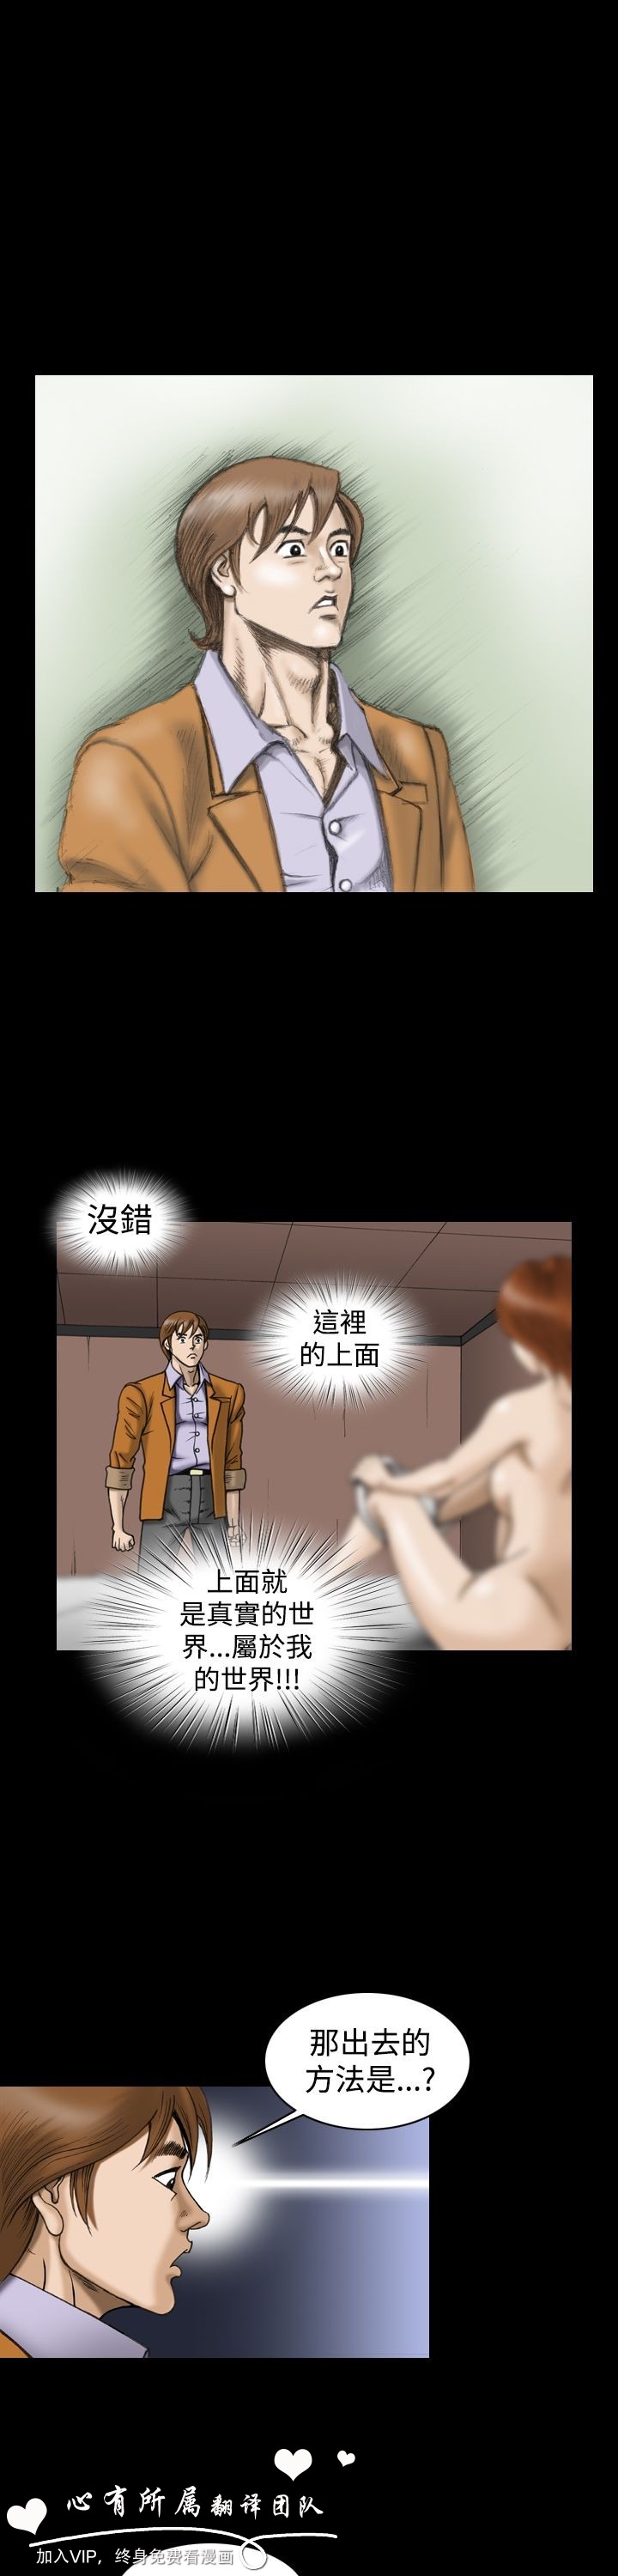 沒錯
這裡
的上面
上面就
是真實的世
界...屬於我
的世界!!!
那出去的
方法是...?
心有所属翻译团队
加入VIP，终身免费看漫画